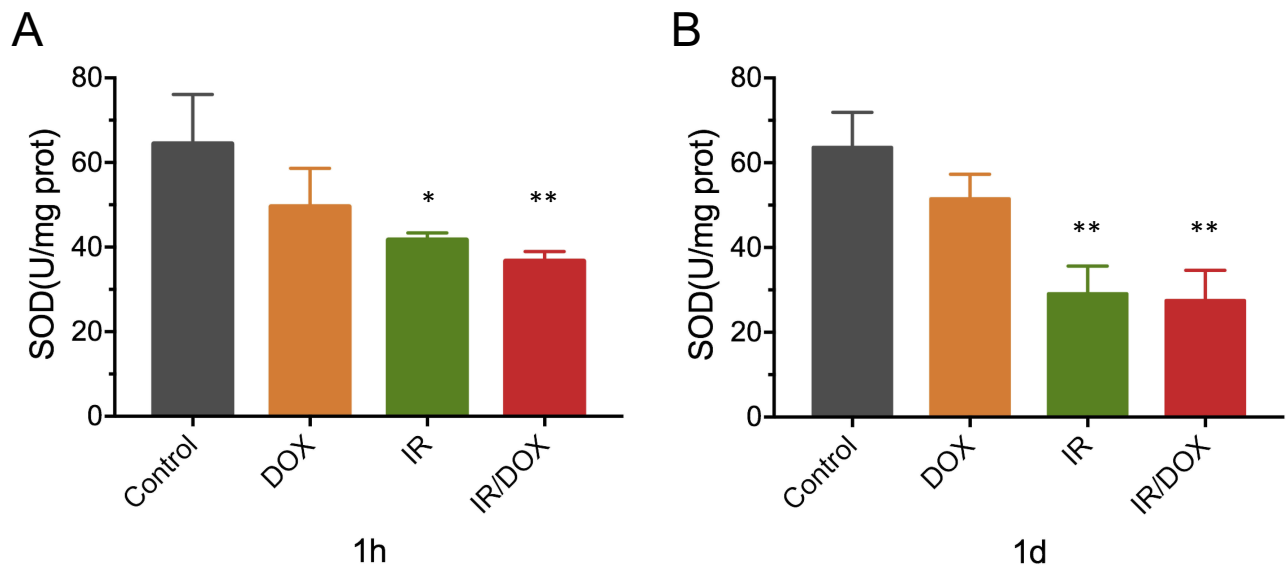 A
SOD(U/mg prot)
80
60
40
20
0
*
**
Control
DOX
IR
IR/DOX
1h
B
SOD(U/mg prot)
80
60
40
20
0
**
**
Control
DOX
IR
IR/DOX
1d